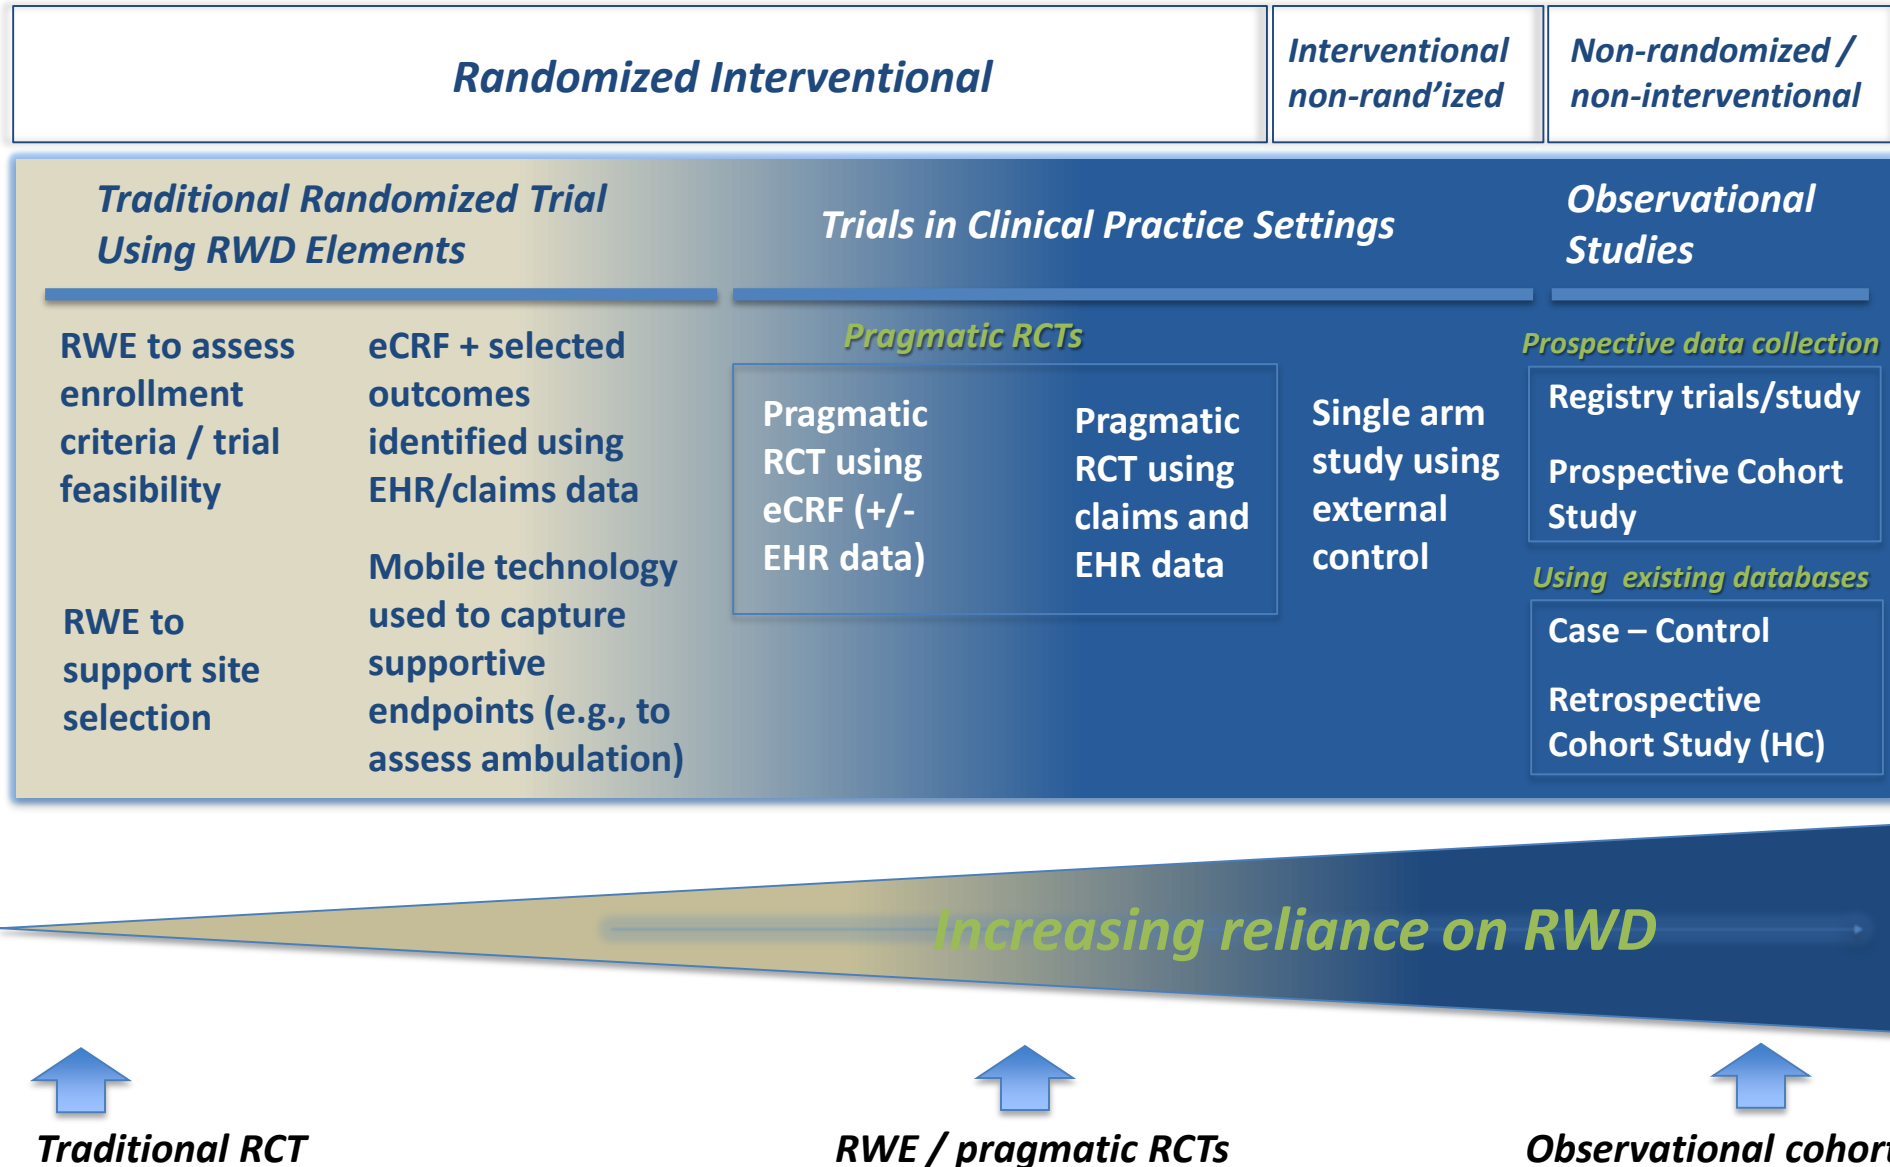 Randomized Interventional
Interventional
non-rand’ized
Non-randomized /
non-interventional
Traditional Randomized Trial
Using RWD Elements
Trials in Clinical Practice Settings
Observational
Studies
RWE to assess
enrollment
criteria / trial
feasibility
RWE to
support site
selection
eCRF + selected
outcomes
identified using
EHR/claims data
Mobile technology
used to capture
supportive
endpoints (e.g., to
assess ambulation)
Pragmatic RCTs
Pragmatic
RCT using
eCRF (+/-
EHR data)
Pragmatic
RCT using
claims and
EHR data
Single arm
study using
external
control
Prospective data collection
Registry trials/study
Prospective Cohort
Study
Using existing databases
Case – Control
Retrospective
Cohort Study (HC)
Increasing reliance on RWD
Traditional RCT
RWE / pragmatic RCTs
Observational cohort